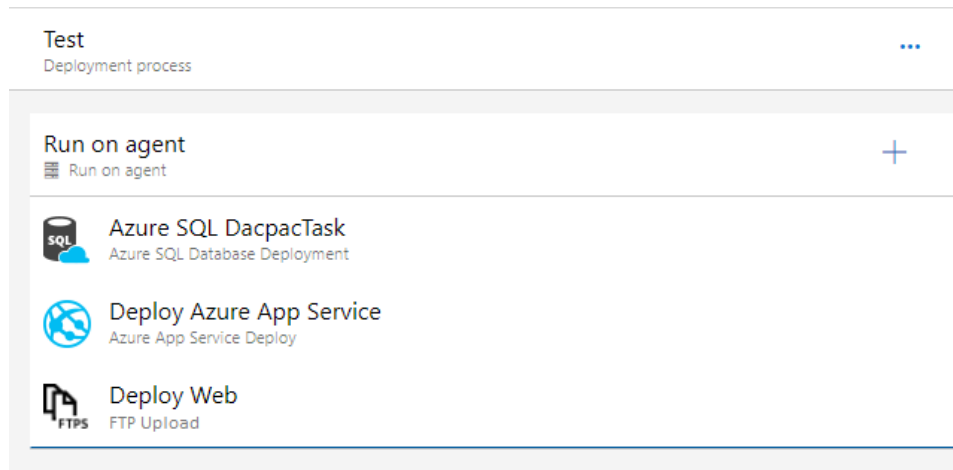 Test
Deployment process
Run on agent
Run on agent
SQL
Azure SQL DacpacTask
Azure SQL Database Deployment
Deploy Azure App Service
Azure App Service Deploy
FTPS
Deploy Web
FTP Upload